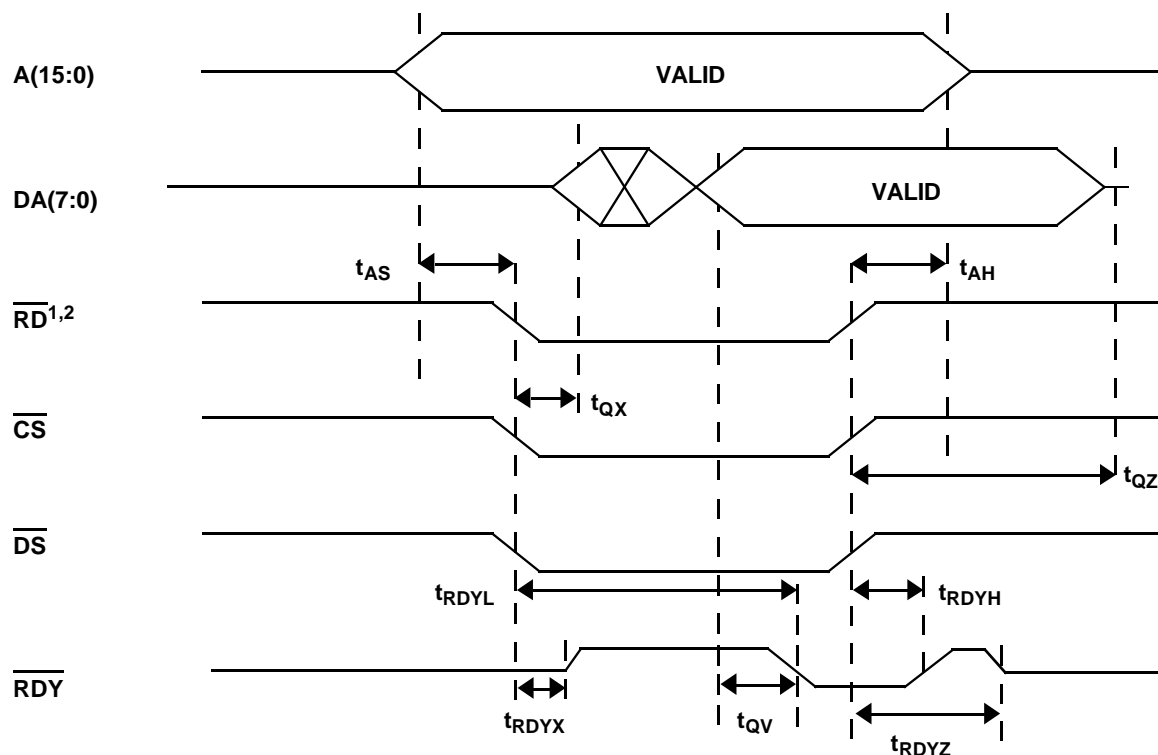 A(15:0)
VALID
DA(7:0)
VALID
tAS
tAH
RD1,2
tQX
CS
tQZ
DS
tRDYL
tRDYH
RDY
tRDYX
tQV
tRDYZ